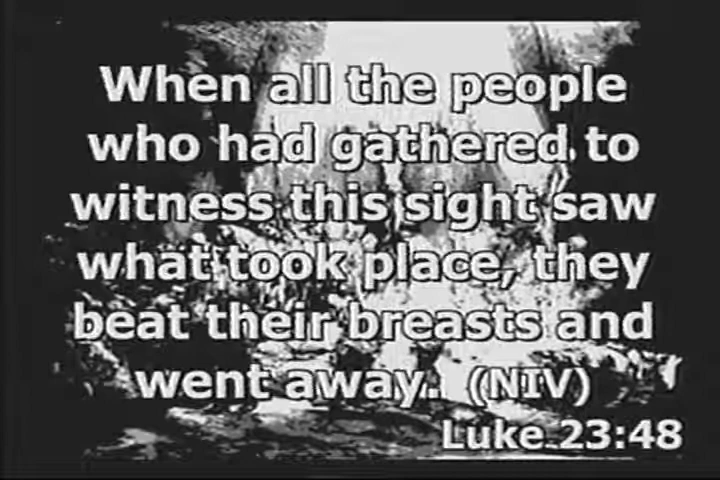 When all the people
who had gathered to
witness this sight saw
what took place, they
beat their breasts and
went away. (NIV)
Luke 23:48